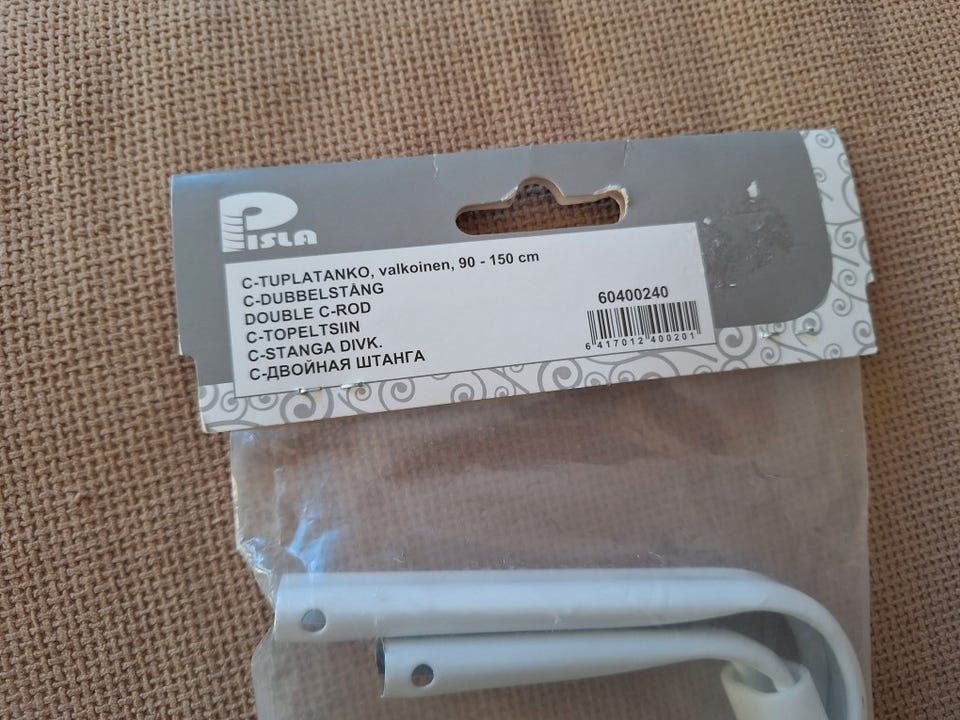 PISLA
C-TUPLATANKO, valkoinen, 90 - 150 cm
C-DUBBELSTÅNG
DOUBLE C-ROD
C-TOPELTSIIN
C-STANGA DIVK.
С-ДВОЙНАЯ ШТАНГА
60400240
6 417012 400201